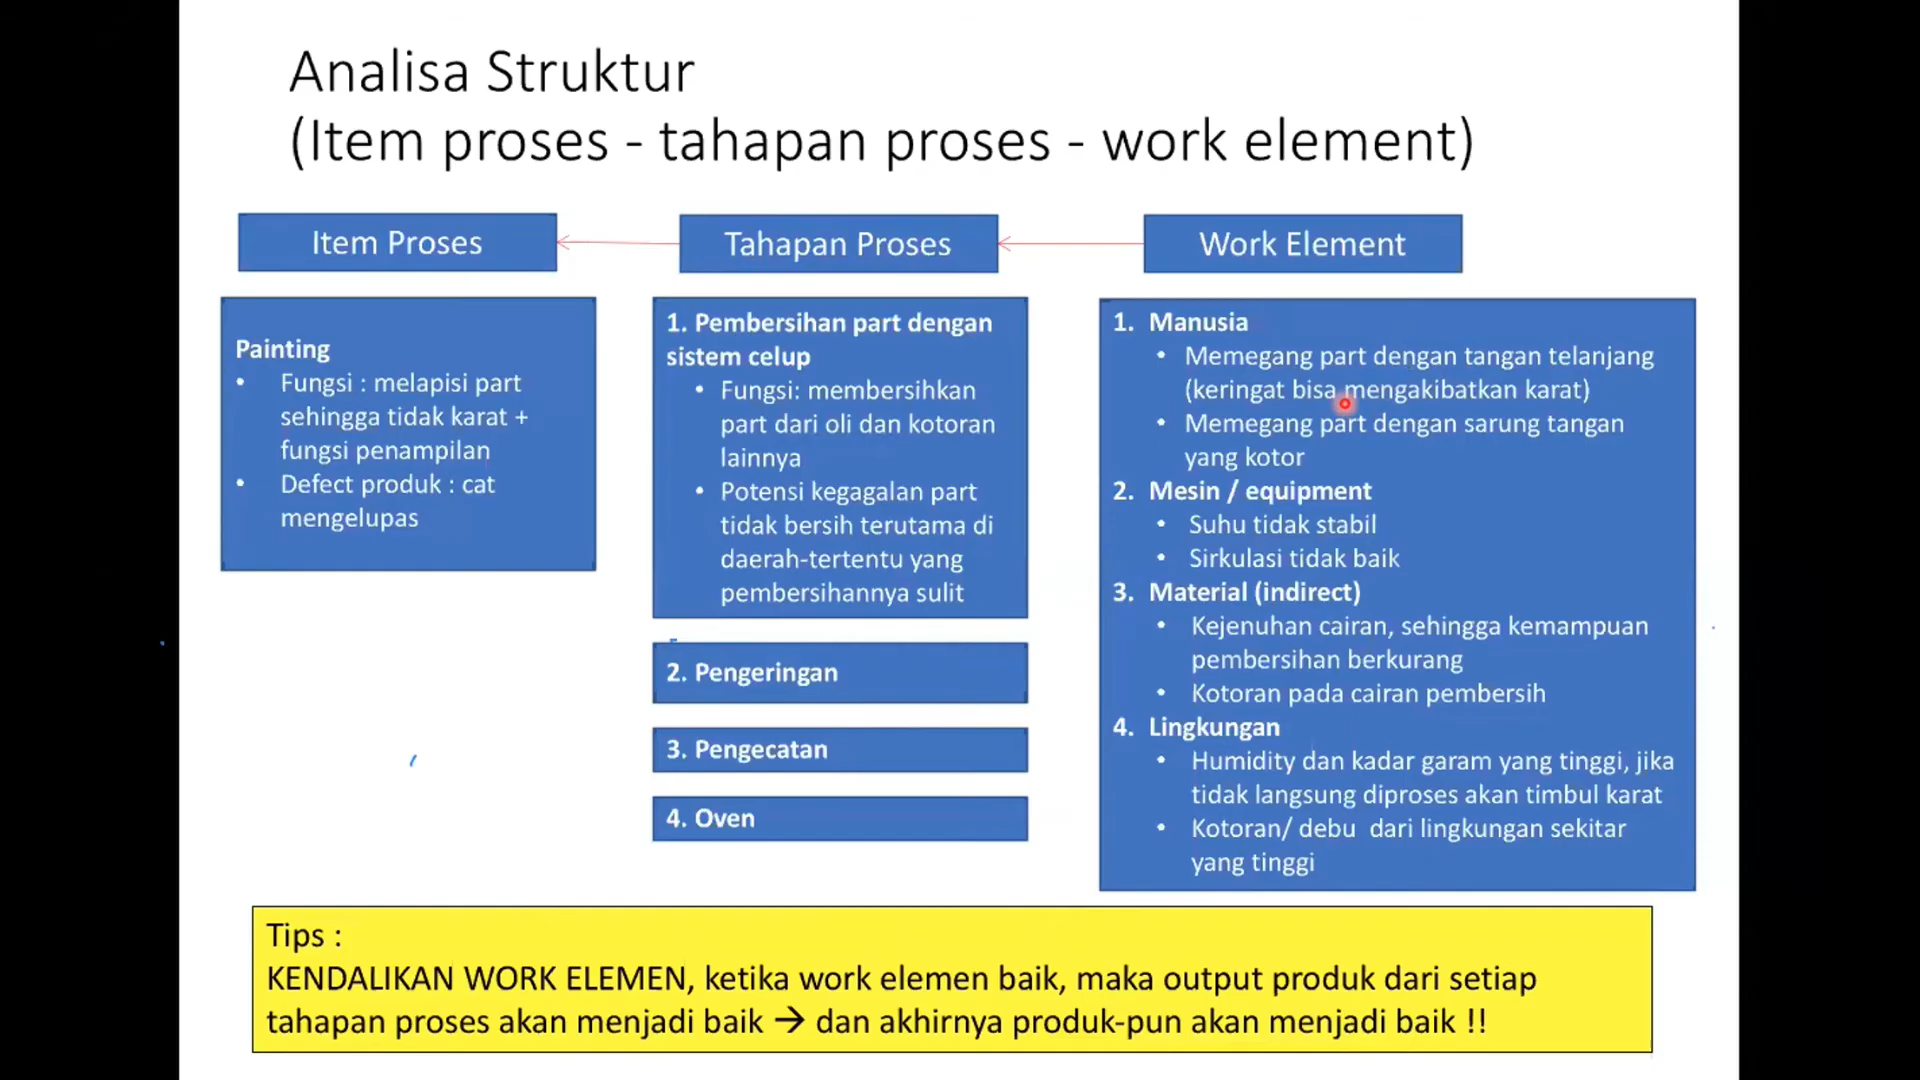 Analisa Struktur
(Item proses - tahapan proses - work element)
Item Proses
Tahapan Proses
Work Element
Painting
• Fungsi : melapisi part
sehingga tidak karat +
fungsi penampilan
• Defect produk : cat
mengelupas
1. Pembersihan part dengan
sistem celup
• Fungsi: membersihkan
part dari oli dan kotoran
lainnya
• Potensi kegagalan part
tidak bersih terutama di
daerah-tertentu yang
pembersihannya sulit
2. Pengeringan
3. Pengecatan
4. Oven
1. Manusia
• Memegang part dengan tangan telanjang
(keringat bisa mengakibatkan karat)
• Memegang part dengan sarung tangan
yang kotor
2. Mesin / equipment
• Suhu tidak stabil
• Sirkulasi tidak baik
3. Material (indirect)
• Kejenuhan cairan, sehingga kemampuan
pembersihan berkurang
• Kotoran pada cairan pembersih
4. Lingkungan
• Humidity dan kadar garam yang tinggi, jika
tidak langsung diproses akan timbul karat
• Kotoran/ debu dari lingkungan sekitar
yang tinggi
Tips :
KENDALIKAN WORK ELEMEN, ketika work elemen baik, maka output produk dari setiap
tahapan proses akan menjadi baik → dan akhirnya produk-pun akan menjadi baik !!